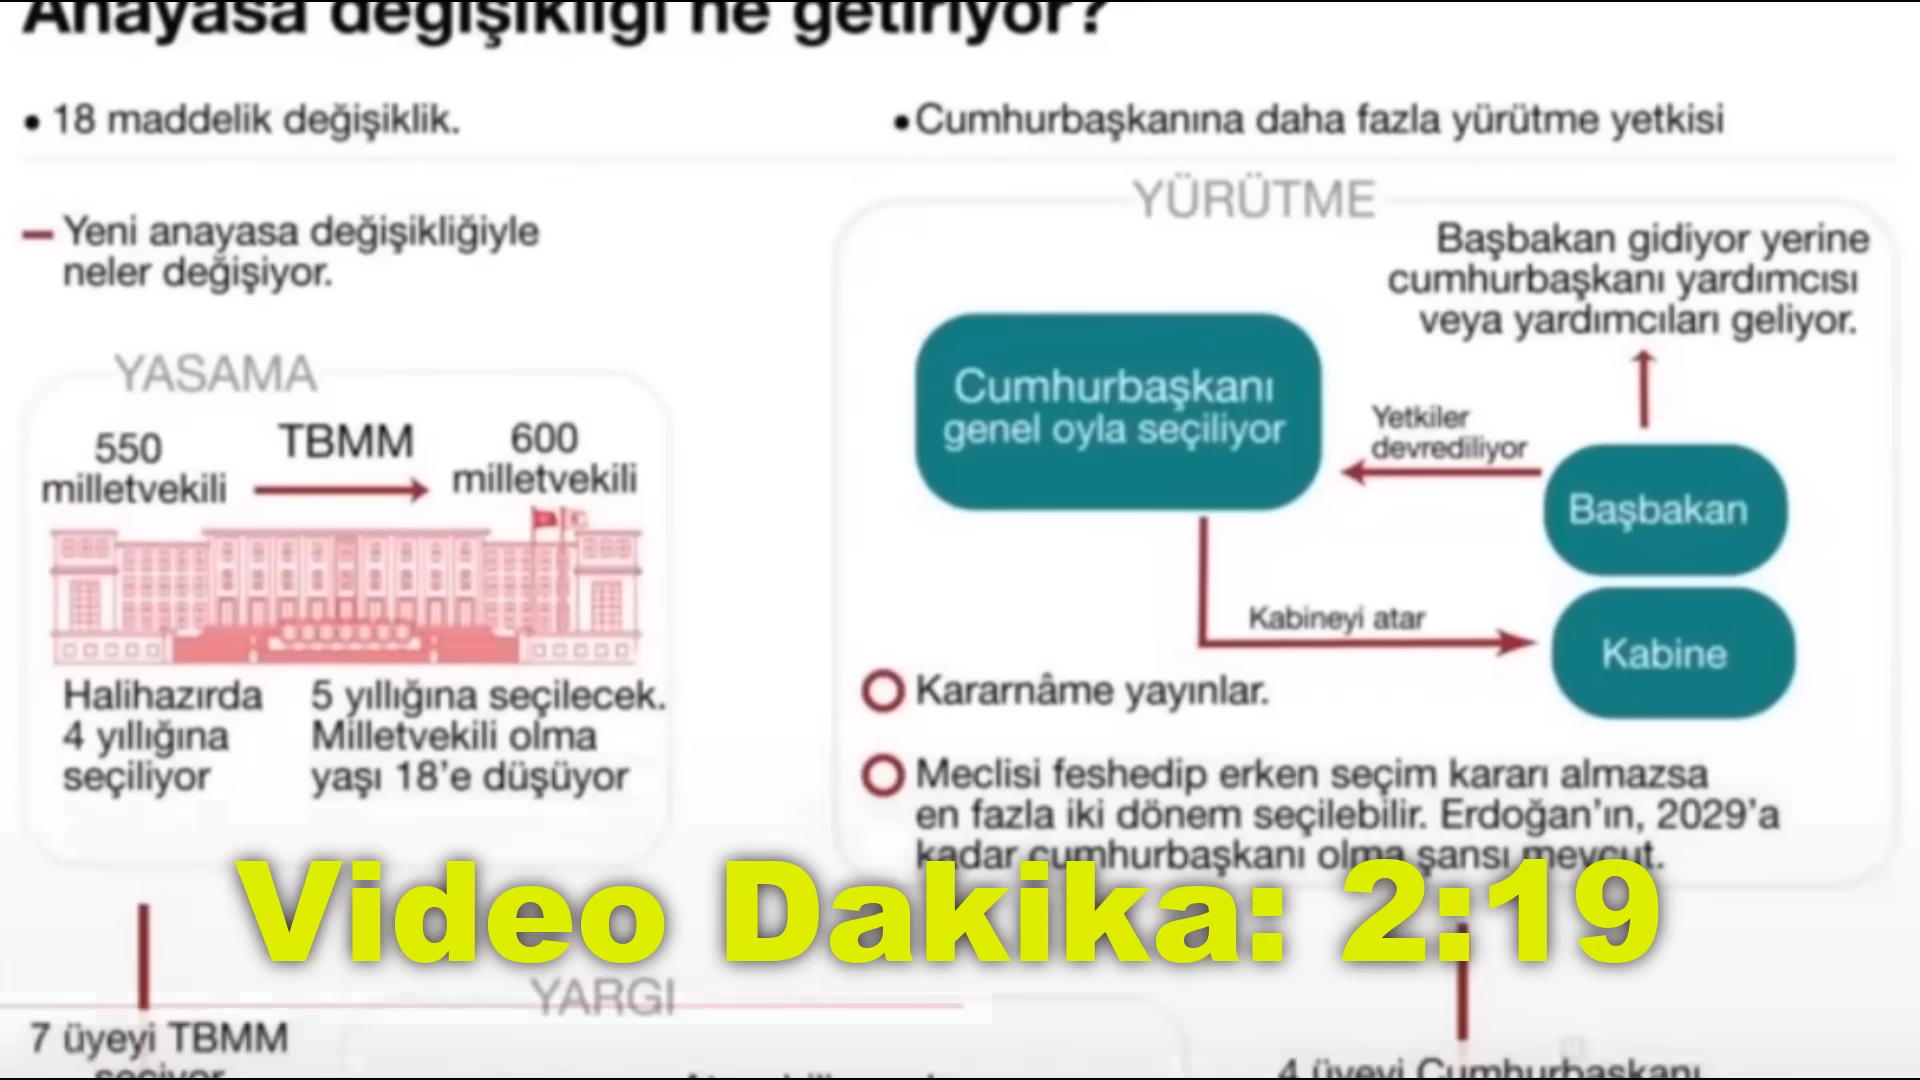 Anayasa değişikliği ne getiriyor?
• 18 maddelik değişiklik.
• Cumhurbaşkanına daha fazla yürütme yetkisi
Yeni anayasa değişikliğiyle
neler değişiyor.
YASAMA
550
milletvekili
TBMM
600
milletvekili
Halihazırda
4 yıllığına
seçiliyor
5 yıllığına seçilecek.
Milletvekili olma
yaşı 18’e düşüyor
YÜRÜTME
Başbakan gidiyor yerine
cumhurbaşkanı yardımcısı
veya yardımcıları geliyor.
Cumhurbaşkanı
genel oyla seçiliyor
Yetkiler
devrediliyor
Başbakan
Kabineyi atar
Kabine
Kararnâme yayınlar.
Meclisi feshedip erken seçim kararı almazsa
en fazla iki dönem seçilebilir. Erdoğan’ın, 2029’a
kadar cumhurbaşkanı olma şansı mevcut.
Video Dakika: 2:19
YARGI
7 üyeyi TBMM
seçiyor
4 üyeyi Cumhurbaşkanı